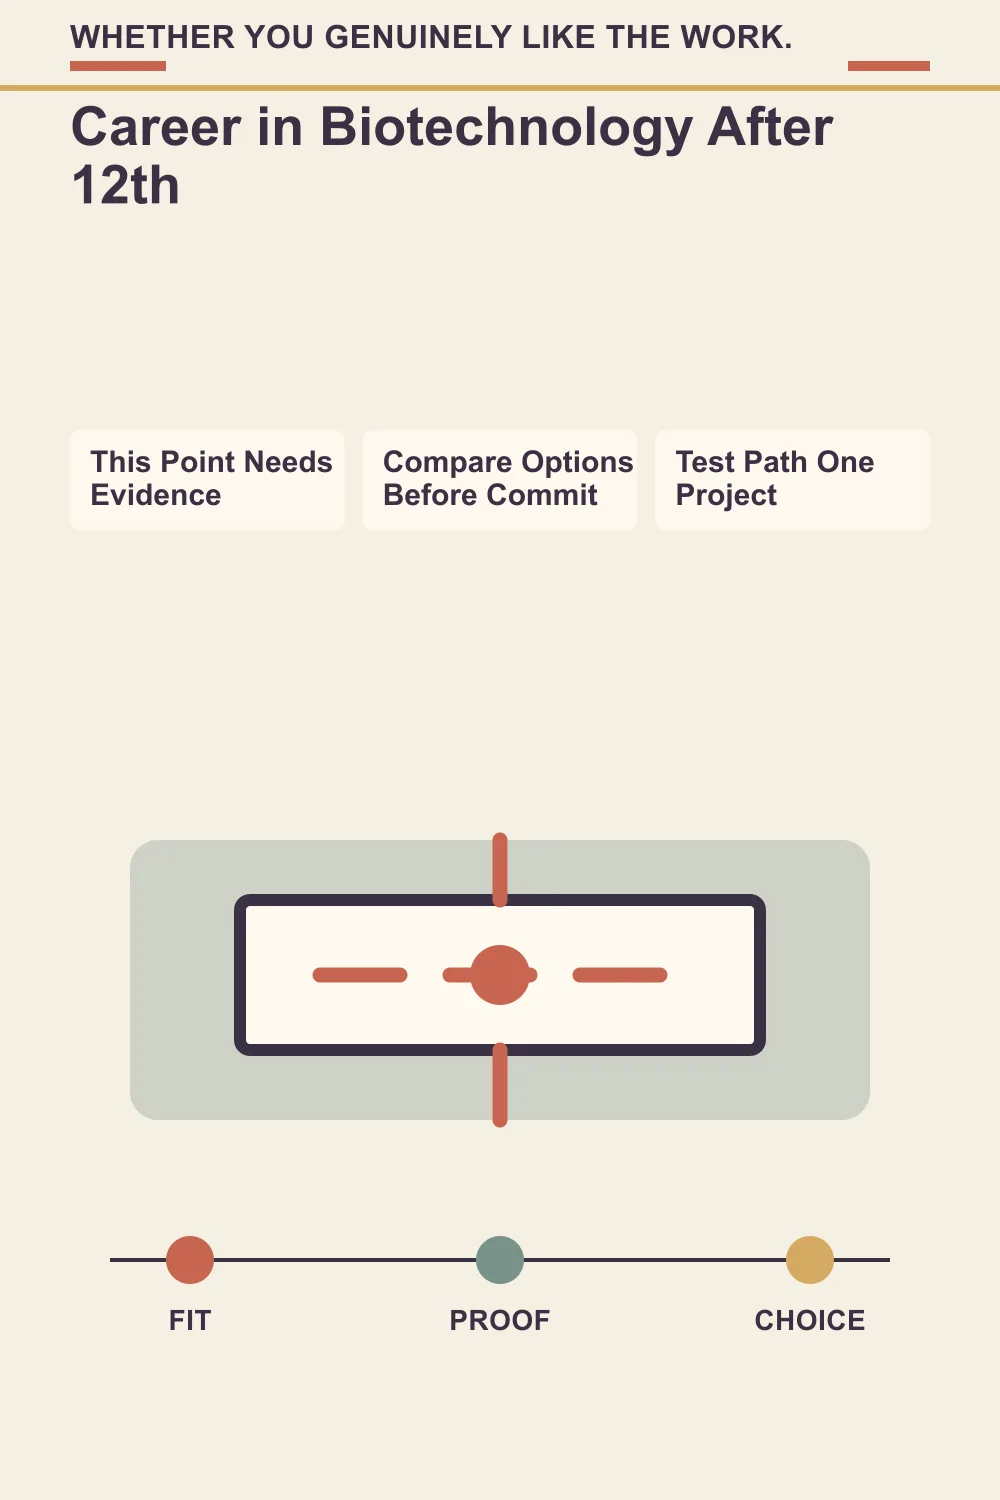 WHETHER YOU GENUINELY LIKE THE WORK.
Career in Biotechnology After
12th
This Point Needs
Evidence
Compare Options
Before Commit
Test Path One
Project
FIT
PROOF
CHOICE